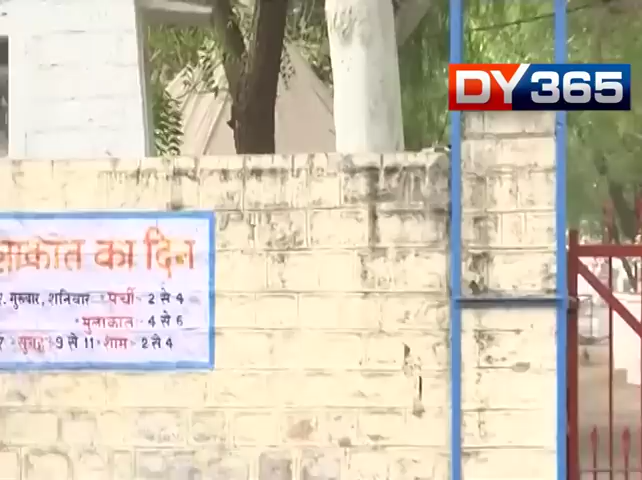 DY365
का दिन
गुरुवार, शनिवार पर्ची 2 से 4
मुलाकात 4 से 6
सुबह 9 से 11 शाम 2 से 4